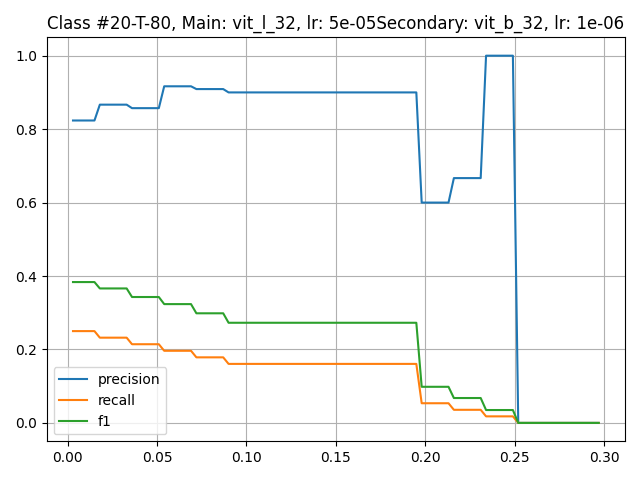 Class #20-T-80, Main: vit_l_32, lr: 5e-05Secondary: vit_b_32, lr: 1e-06
1.0
0.8
0.6
0.4
0.2
0.0
precision
recall
f1
0.00 0.05 0.10 0.15 0.20 0.25 0.30